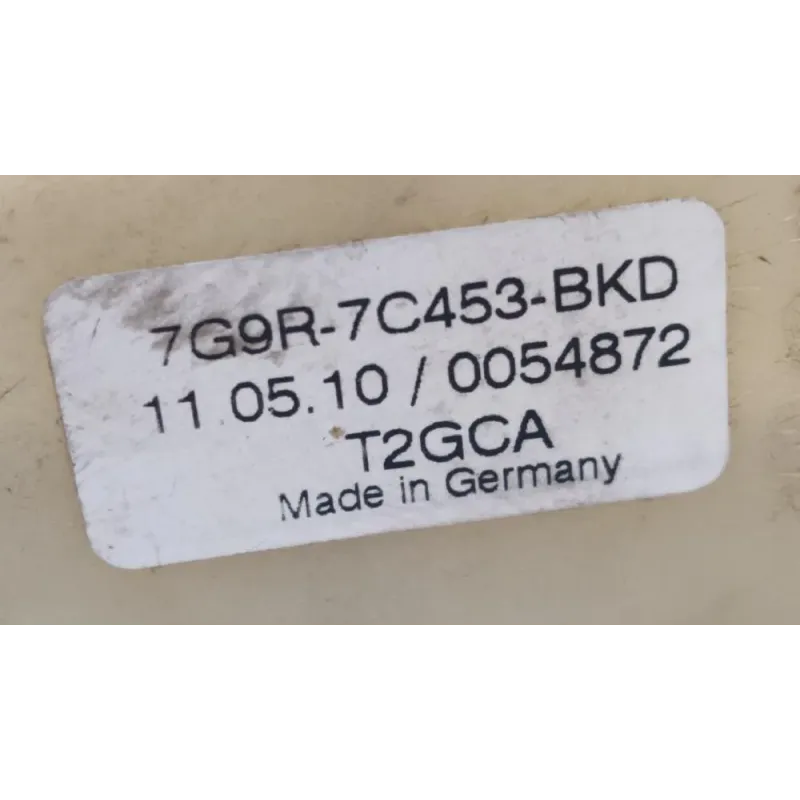 7G9R-7C453-BKD
11.05.10 / 0054872
T2GCA
Made in Germany